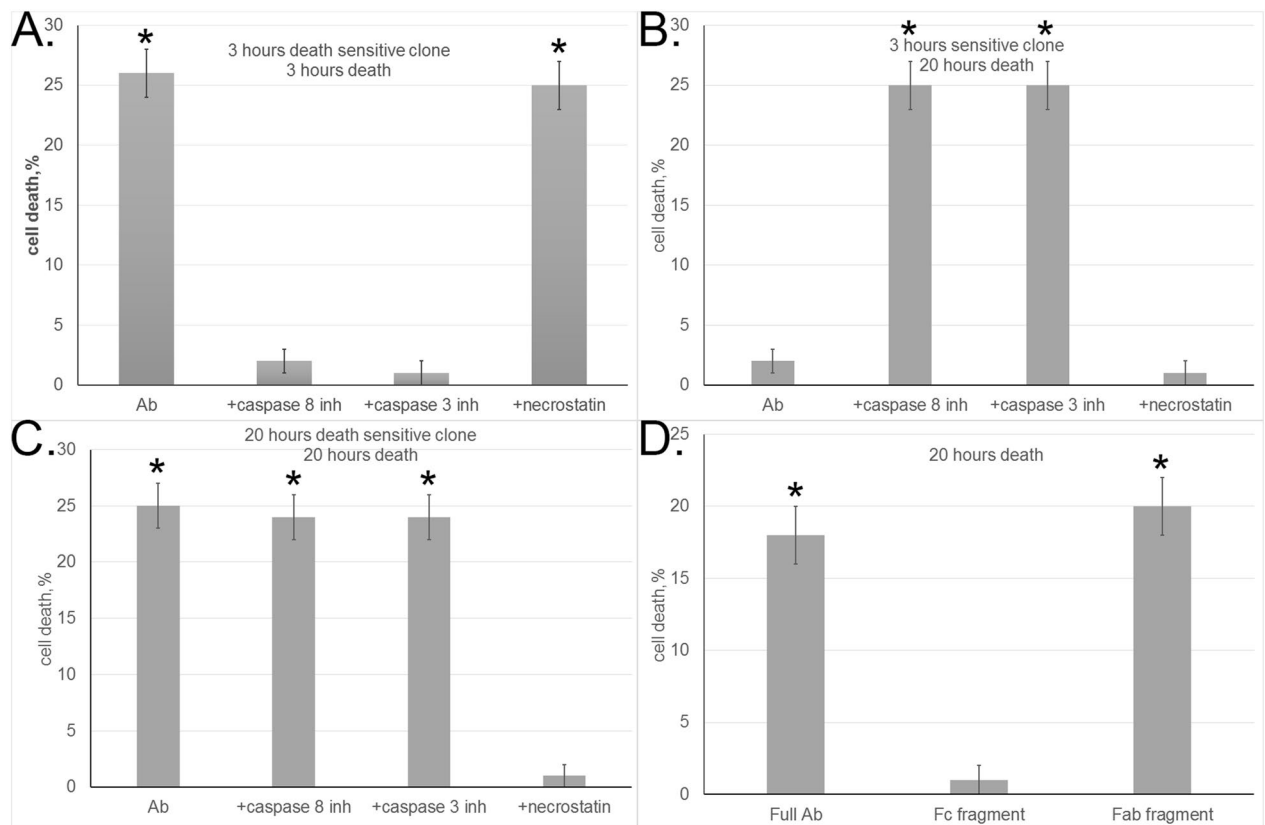 A.
3 hours death sensitive clone
3 hours death
cell death,%
30
25
20
15
10
5
0
*
*
Ab
+caspase 8 inh
+caspase 3 inh
+necrostatin
B.
3 hours sensitive clone
20 hours death
cell death,%
30
25
20
15
10
5
0
*
*
Ab
+caspase 8 inh
+caspase 3 inh
+necrostatin
C.
20 hours death sensitive clone
20 hours death
cell death,%
30
25
20
15
10
5
0
*
*
*
Ab
+caspase 8 inh
+caspase 3 inh
+necrostatin
D.
20 hours death
cell death,%
25
20
15
10
5
0
*
*
Full Ab
Fc fragment
Fab fragment